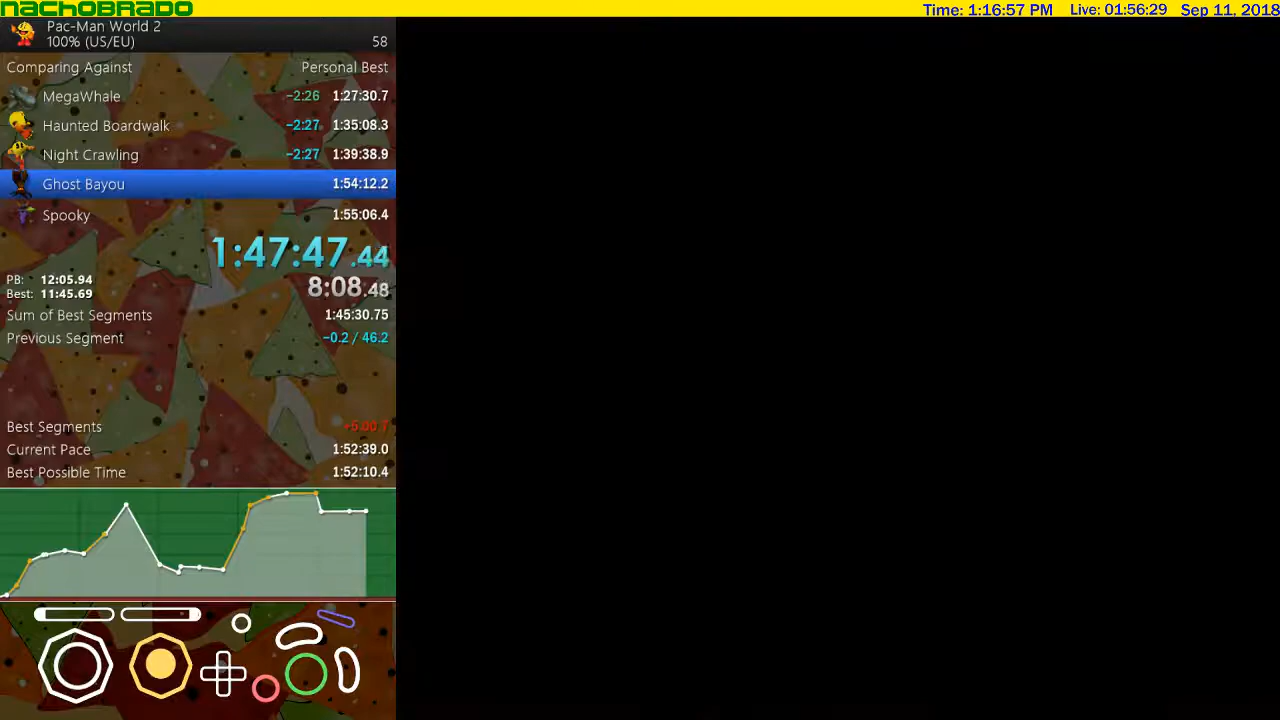 NACHOBRADO
Time: 1:16:57 PM Live: 01:56:29 Sep 11, 2018
Pac-Man World 2
100% (US/EU) 58
Comparing Against Personal Best
MegaWhale −2:26 1:27:30.7
Haunted Boardwalk −2:27 1:35:08.3
Night Crawling −2:27 1:39:38.9
Ghost Bayou 1:54:12.2
Spooky 1:55:06.4
1:47:47.44
PB: 12:05.94
Best: 11:45.69
8:08.48
Sum of Best Segments 1:45:30.75
Previous Segment −0.2 / 46.2
Best Segments
Current Pace 1:52:39.0
Best Possible Time 1:52:10.4